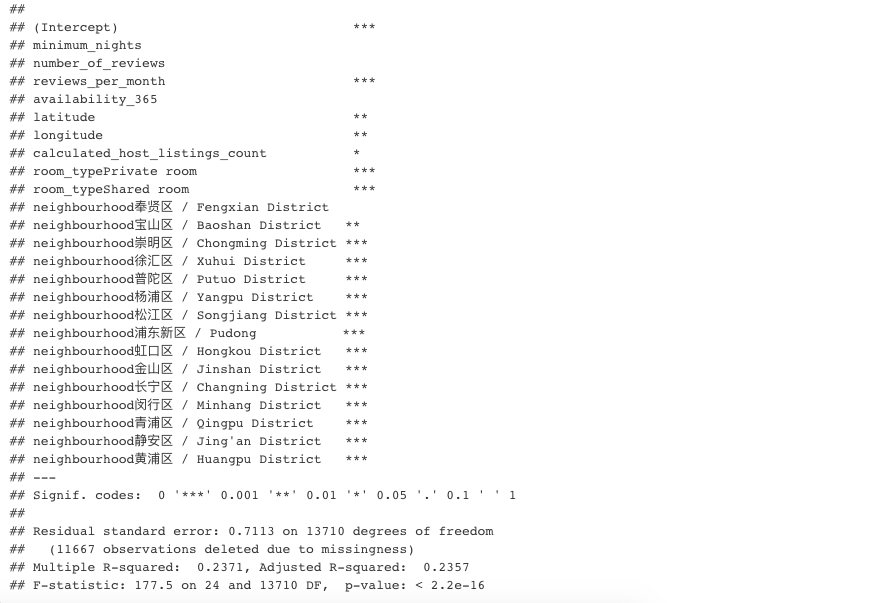 ##
## (Intercept) ***
## minimum_nights
## number_of_reviews
## reviews_per_month ***
## availability_365
## latitude **
## longitude **
## calculated_host_listings_count *
## room_typePrivate room ***
## room_typeShared room ***
## neighbourhood奉贤区 / Fengxian District
## neighbourhood宝山区 / Baoshan District **
## neighbourhood崇明区 / Chongming District ***
## neighbourhood徐汇区 / Xuhui District ***
## neighbourhood普陀区 / Putuo District ***
## neighbourhood杨浦区 / Yangpu District ***
## neighbourhood松江区 / Songjiang District ***
## neighbourhood浦东新区 / Pudong ***
## neighbourhood虹口区 / Hongkou District ***
## neighbourhood金山区 / Jinshan District ***
## neighbourhood长宁区 / Changning District ***
## neighbourhood闵行区 / Minhang District ***
## neighbourhood青浦区 / Qingpu District ***
## neighbourhood静安区 / Jing'an District ***
## neighbourhood黄浦区 / Huangpu District ***
## ---
## Signif. codes:  0 '***' 0.001 '**' 0.01 '*' 0.05 '.' 0.1 ' ' 1
##
## Residual standard error: 0.7113 on 13710 degrees of freedom
##   (11667 observations deleted due to missingness)
## Multiple R-squared:  0.2371, Adjusted R-squared:  0.2357
## F-statistic: 177.5 on 24 and 13710 DF,  p-value: < 2.2e-16